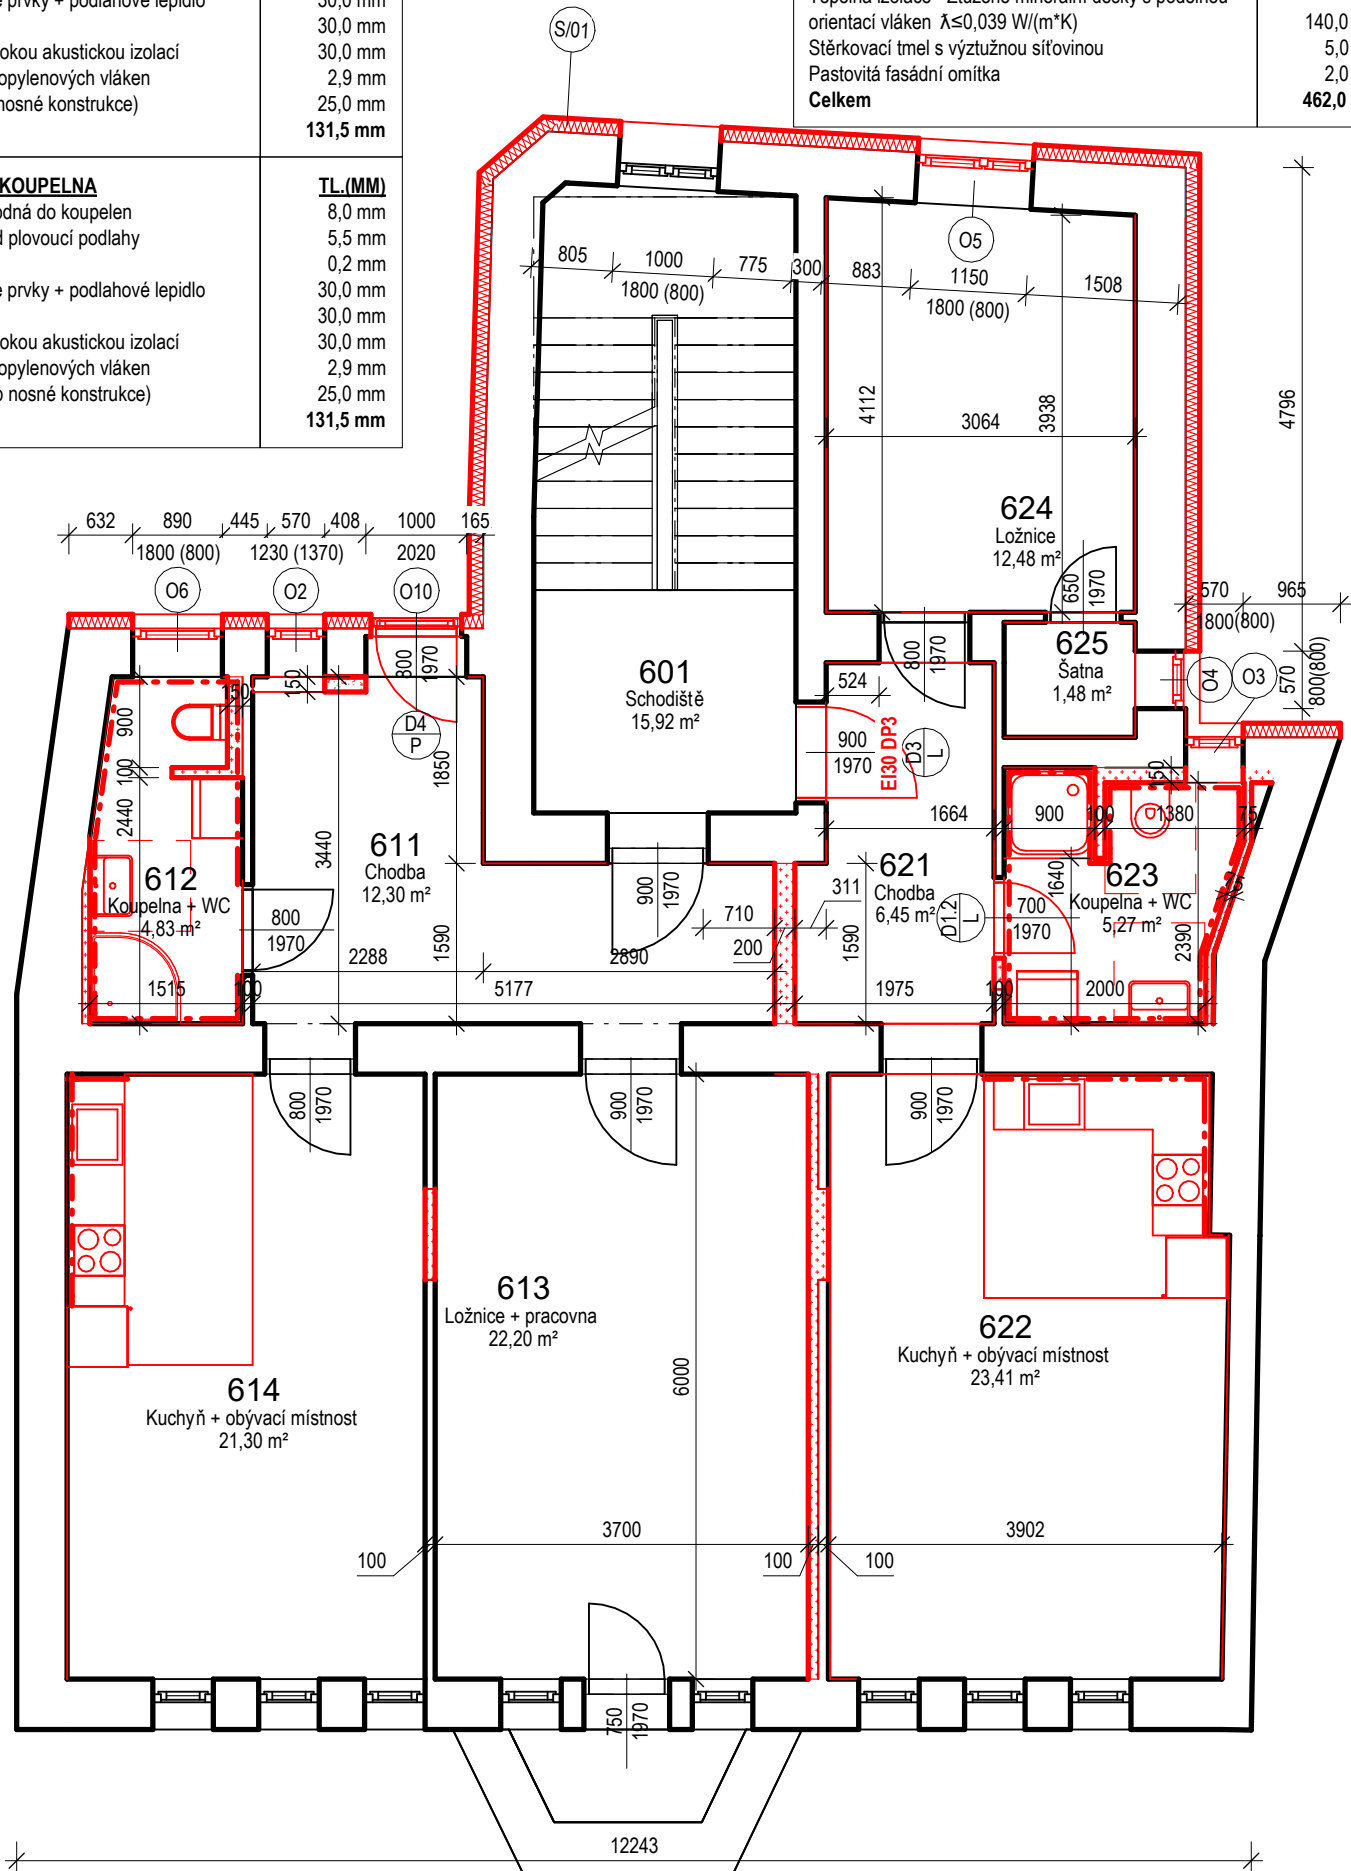 e prvky + podlahové lepidlo 30,0 mm
30,0 mm
okou akustickou izolací 30,0 mm
opylenových vláken 2,9 mm
nosné konstrukce) 25,0 mm
131,5 mm
KOUPELNA TL.(MM)
odná do koupelen 8,0 mm
d plovoucí podlahy 5,5 mm
0,2 mm
e prvky + podlahové lepidlo 30,0 mm
30,0 mm
okou akustickou izolací 30,0 mm
opylenových vláken 2,9 mm
o nosné konstrukce) 25,0 mm
131,5 mm
orientací vláken λ≤0,039 W/(m*K) 140,0
Stěrkovací tmel s výztužnou síťovinou 5,0
Pastovitá fasádní omítka 2,0
Celkem 462,0
S/01
O5
805 1000 775 300 883 1150 1508
1800 (800)
1800 (800)
4112
3064
3938
4796
624
Ložnice
12,48 m²
632 890 445 570 408 1000 165
1800 (800) 1230 (1370) 2020
O6 O2 O10
650
1970
570 965
1800(800)
625
Šatna
1,48 m²
O4
O3
570
800(800)
601
Schodiště
15,92 m²
800
1970
800
1970
524
150
150
900
100
2440
D4
P
1850
900
1970
EI30 DP3
D3
L
150
3440
611
Chodba
12,30 m²
1664
900 100 1380 75
612
Koupelna + WC
4,83 m²
621
Chodba
6,45 m²
311
1640
623
Koupelna + WC
5,27 m²
75
800
1970
900
1970
710
200
1590
1590
D1.2
L
700
1970
2390
2288
2890
1515 100 5177 1975 100 2000
800
1970
900
1970
900
1970
613
Ložnice + pracovna
22,20 m²
622
Kuchyň + obývací místnost
23,41 m²
614
Kuchyň + obývací místnost
21,30 m²
6000
3700 3902
100 100 100
750
1970
12243